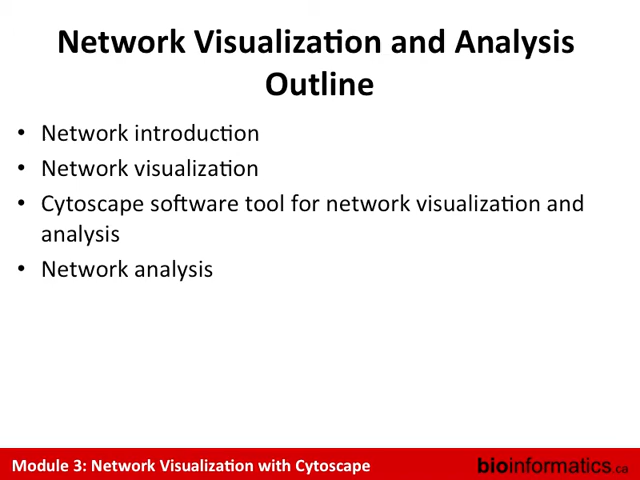 Network Visualization and Analysis
Outline
• Network introduction
• Network visualization
• Cytoscape software tool for network visualization and
analysis
• Network analysis
Module 3: Network Visualization with Cytoscape
bioinformatics.ca